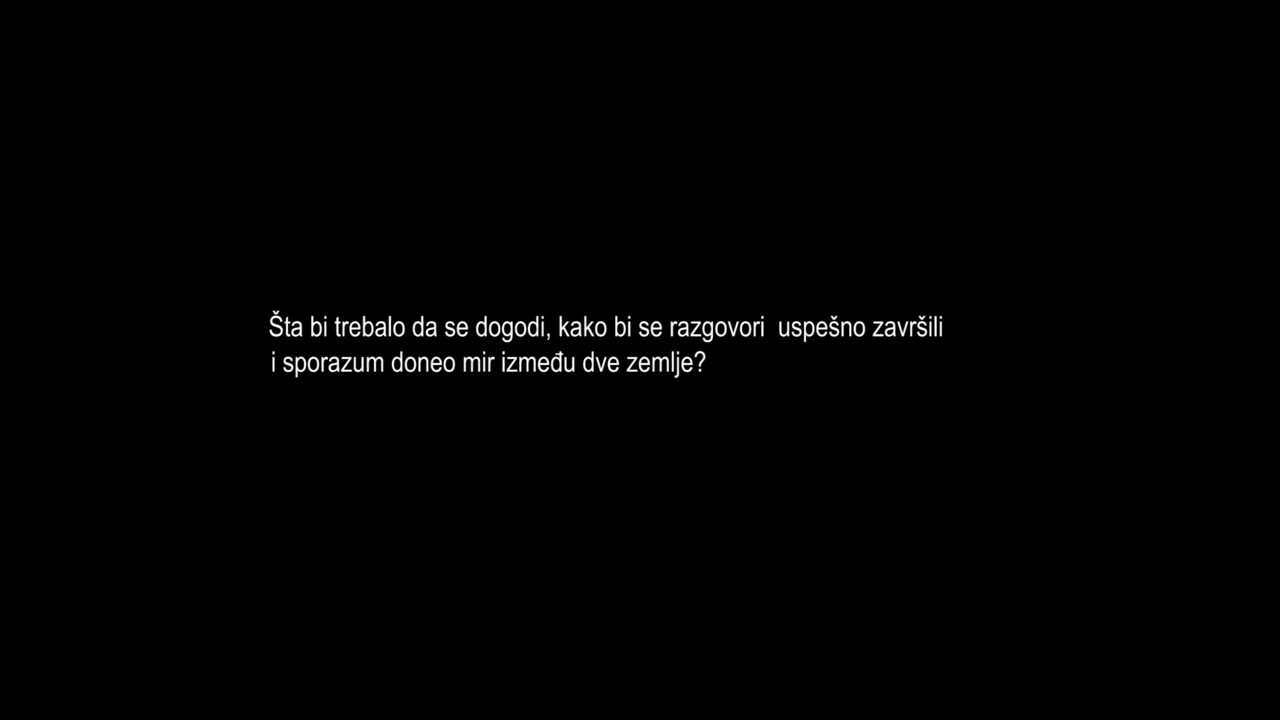 Šta bi trebalo da se dogodi, kako bi se razgovori  uspešno završili
i sporazum doneo mir između dve zemlje?